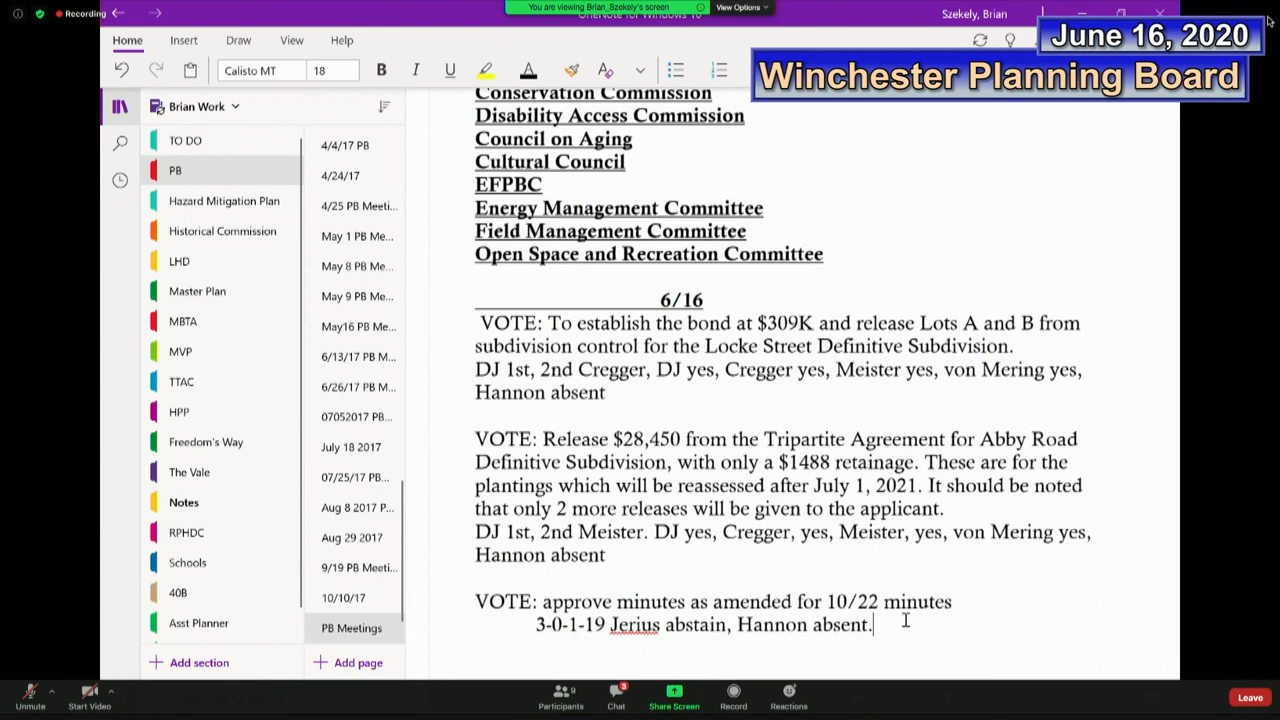 Recording
You are viewing Brian_Szekely's screen
View Options
OneNote for Windows 10
Szekely, Brian
June 16, 2020
Winchester Planning Board
Home
Insert
Draw
View
Help
Calisto MT
18
B
I
U
A
Brian Work
TO DO
PB
Hazard Mitigation Plan
Historical Commission
LHD
Master Plan
MBTA
MVP
TTAC
HPP
Freedom's Way
The Vale
Notes
RPHDC
Schools
40B
Asst Planner
Add section
4/4/17 PB
4/24/17
4/25 PB Meeti...
May 1 PB Me...
May 8 PB Me...
May 9 PB Me...
May16 PB Me...
6/13/17 PB M...
6/26/17 PB M...
07052017 PB...
July 18 2017
07/25/17 PB...
Aug 8 2017 P...
Aug 29 2017
9/19 PB Meeti...
10/10/17
PB Meetings
Add page
Conservation Commission
Disability Access Commission
Council on Aging
Cultural Council
EFPBC
Energy Management Committee
Field Management Committee
Open Space and Recreation Committee
6/16
VOTE: To establish the bond at $309K and release Lots A and B from
subdivision control for the Locke Street Definitive Subdivision.
DJ 1st, 2nd Cregger, DJ yes, Cregger yes, Meister yes, von Mering yes,
Hannon absent
VOTE: Release $28,450 from the Tripartite Agreement for Abby Road
Definitive Subdivision, with only a $1488 retainage. These are for the
plantings which will be reassessed after July 1, 2021. It should be noted
that only 2 more releases will be given to the applicant.
DJ 1st, 2nd Meister. DJ yes, Cregger, yes, Meister, yes, von Mering yes,
Hannon absent
VOTE: approve minutes as amended for 10/22 minutes
3-0-1-19 Jerius abstain, Hannon absent.
Unmute
Start Video
Participants
9
Chat
3
Share Screen
Record
Reactions
Leave